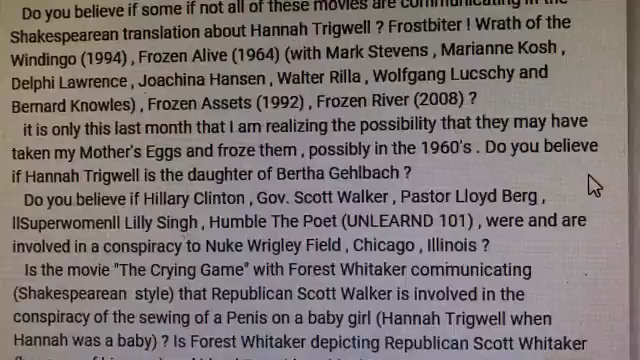 Do you believe if some if not all of these movies are communicating in the
Shakespearean translation about Hannah Trigwell ? Frostbiter ! Wrath of the
Windingo (1994) , Frozen Alive (1964) (with Mark Stevens , Marianne Kosh ,
Delphi Lawrence , Joachina Hansen , Walter Rilla , Wolfgang Lucschy and
Bernard Knowles) , Frozen Assets (1992) , Frozen River (2008) ?
it is only this last month that I am realizing the possibility that they may have
taken my Mother's Eggs and froze them , possibly in the 1960's . Do you believe
if Hannah Trigwell is the daughter of Bertha Gehlbach ?
Do you believe if Hillary Clinton , Gov. Scott Walker , Pastor Lloyd Berg ,
llSuperwomenll Lilly Singh , Humble The Poet (UNLEARND 101) , were and are
involved in a conspiracy to Nuke Wrigley Field , Chicago , Illinois ?
Is the movie "The Crying Game" with Forest Whitaker communicating
(Shakespearean style) that Republican Scott Walker is involved in the
conspiracy of the sewing of a Penis on a baby girl (Hannah Trigwell when
Hannah was a baby) ? Is Forest Whitaker depicting Republican Scott Whitaker